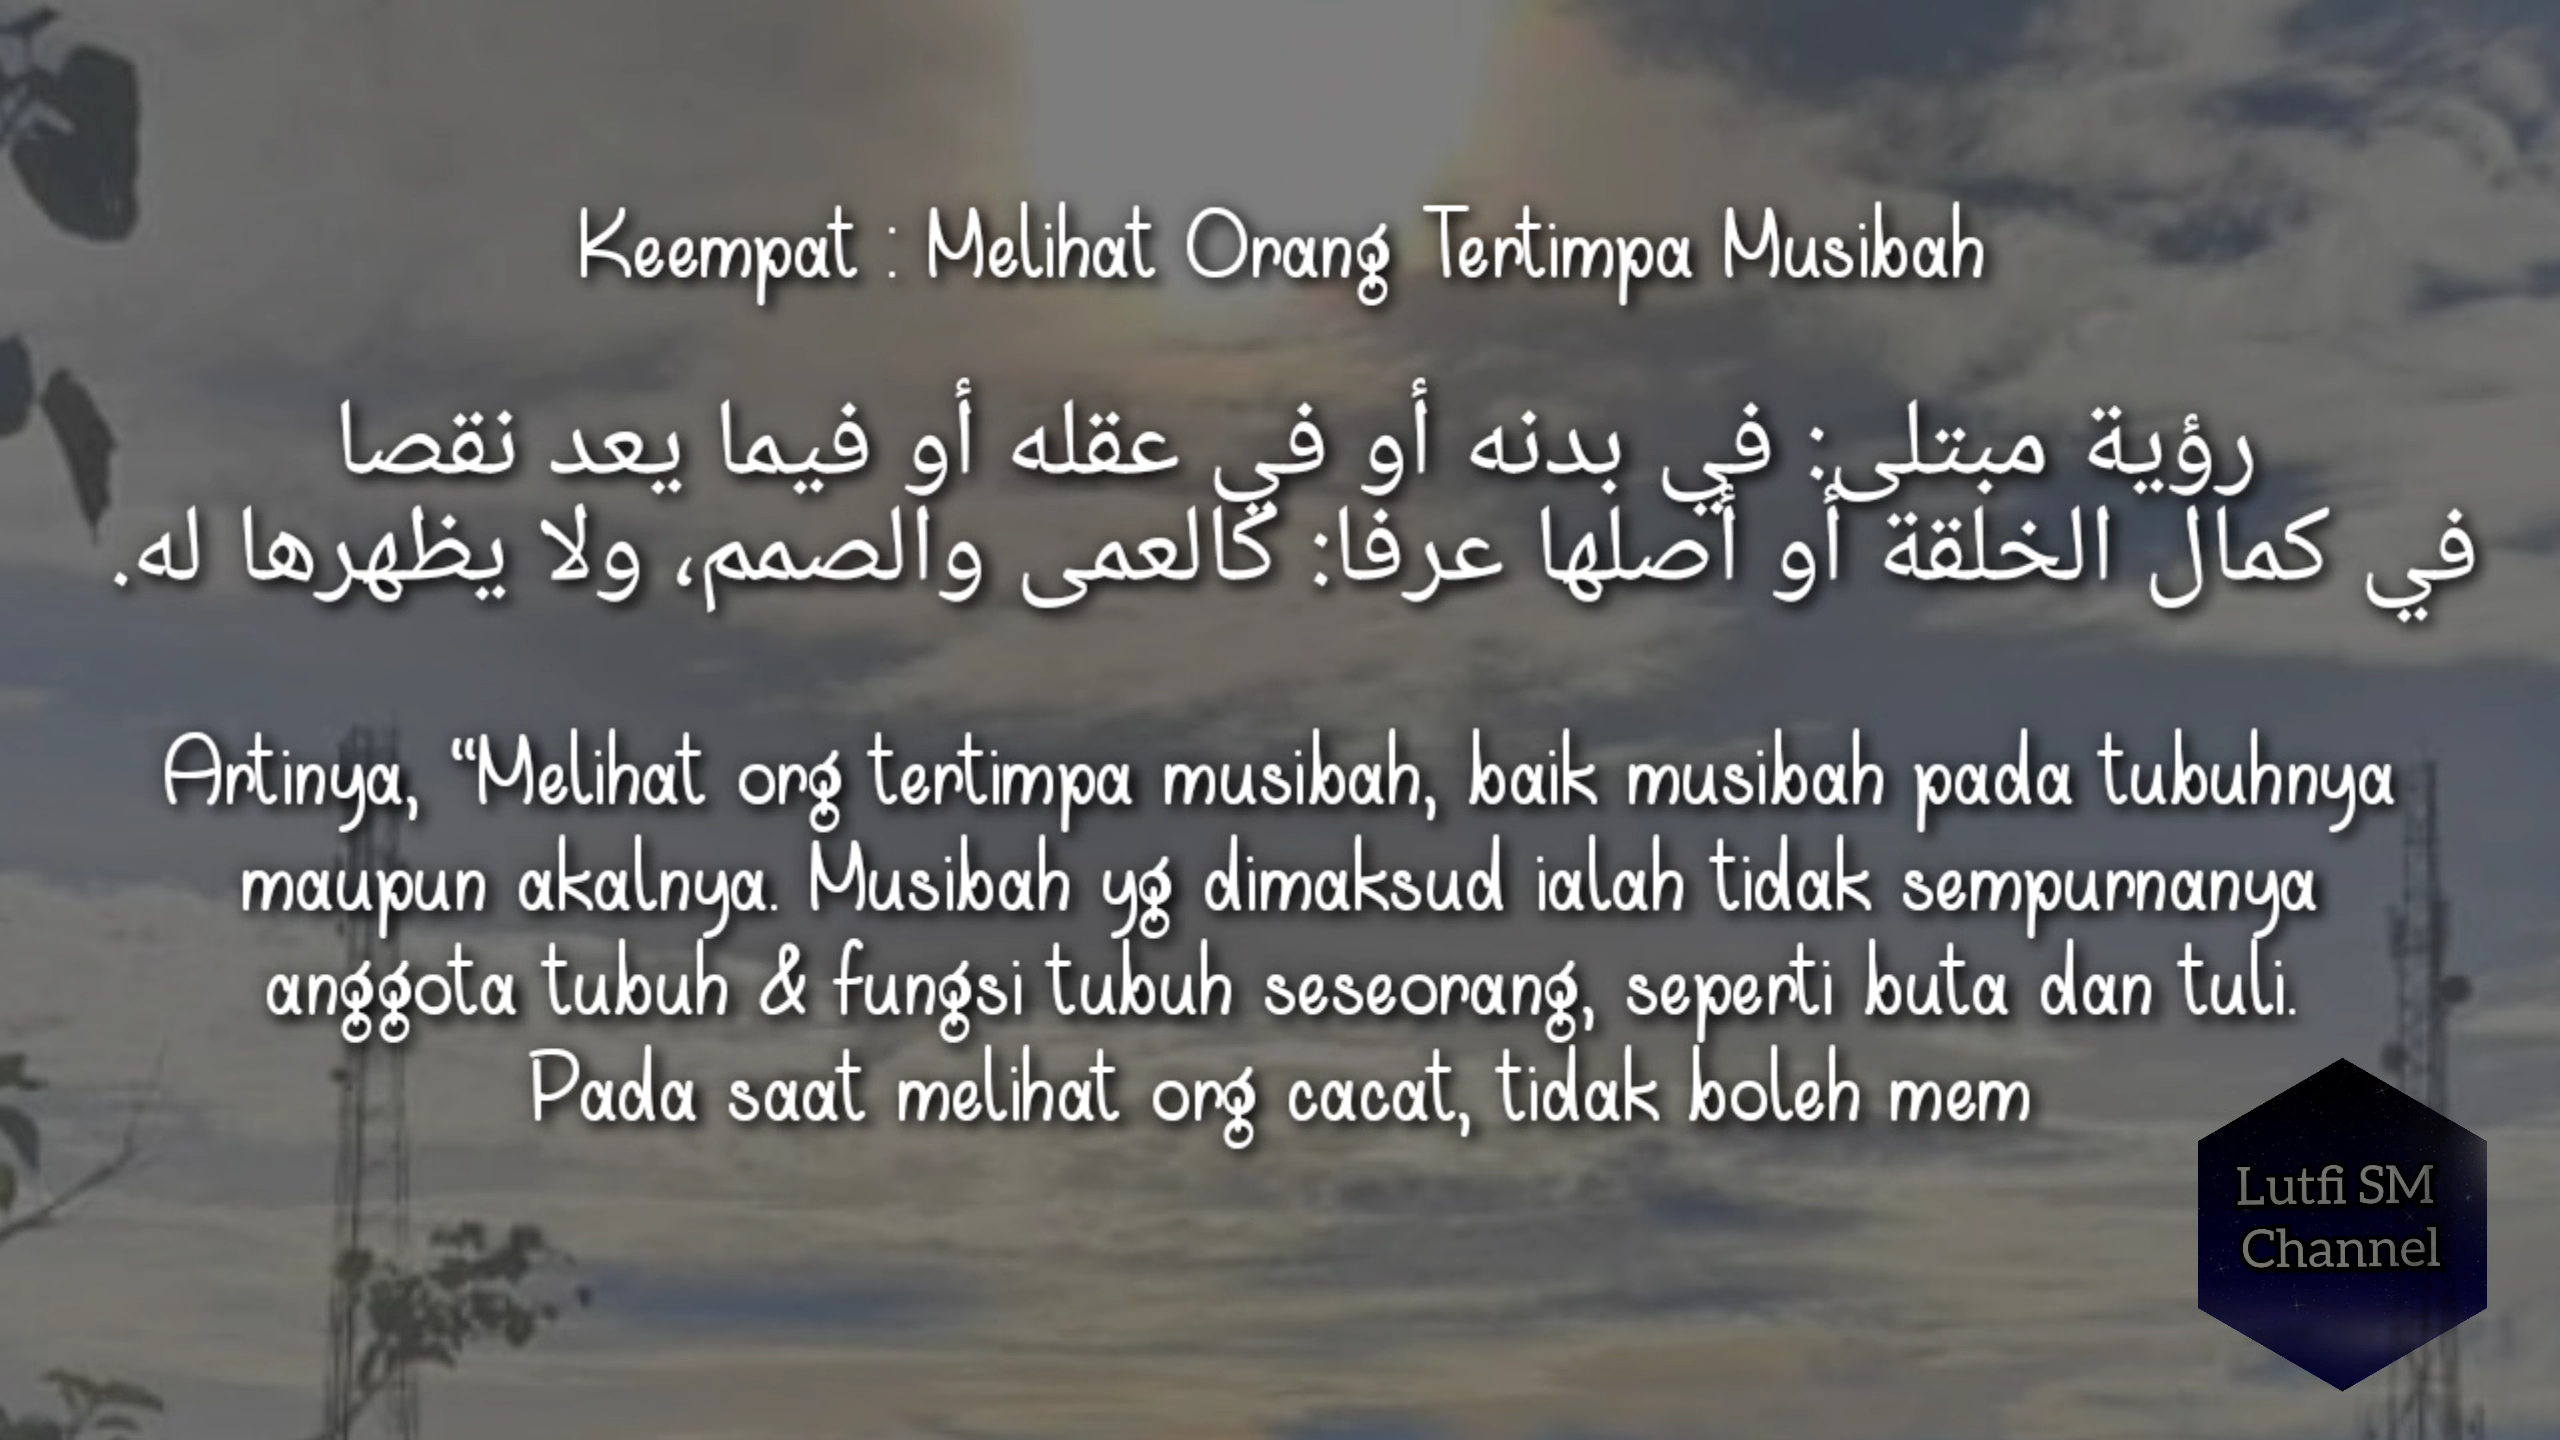 Keempat : Melihat Orang Tertimpa Musibah
رؤية مبتلى: في بدنه أو في عقله أو فيما يعد نقصا
في كمال الخلقة أو أصلها عرفا: كالعمى والصمم، ولا يظهرها له.
Artinya, “Melihat org tertimpa musibah, baik musibah pada tubuhnya
maupun akalnya. Musibah yg dimaksud ialah tidak sempurnanya
anggota tubuh & fungsi tubuh seseorang, seperti buta dan tuli.
Pada saat melihat org cacat, tidak boleh mem
Lutfi SM
Channel